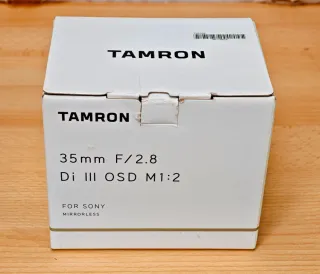 TAMRON
TAMRON
35mm F/2.8
Di III OSD M1:2
FOR SONY
MIRRORLESS